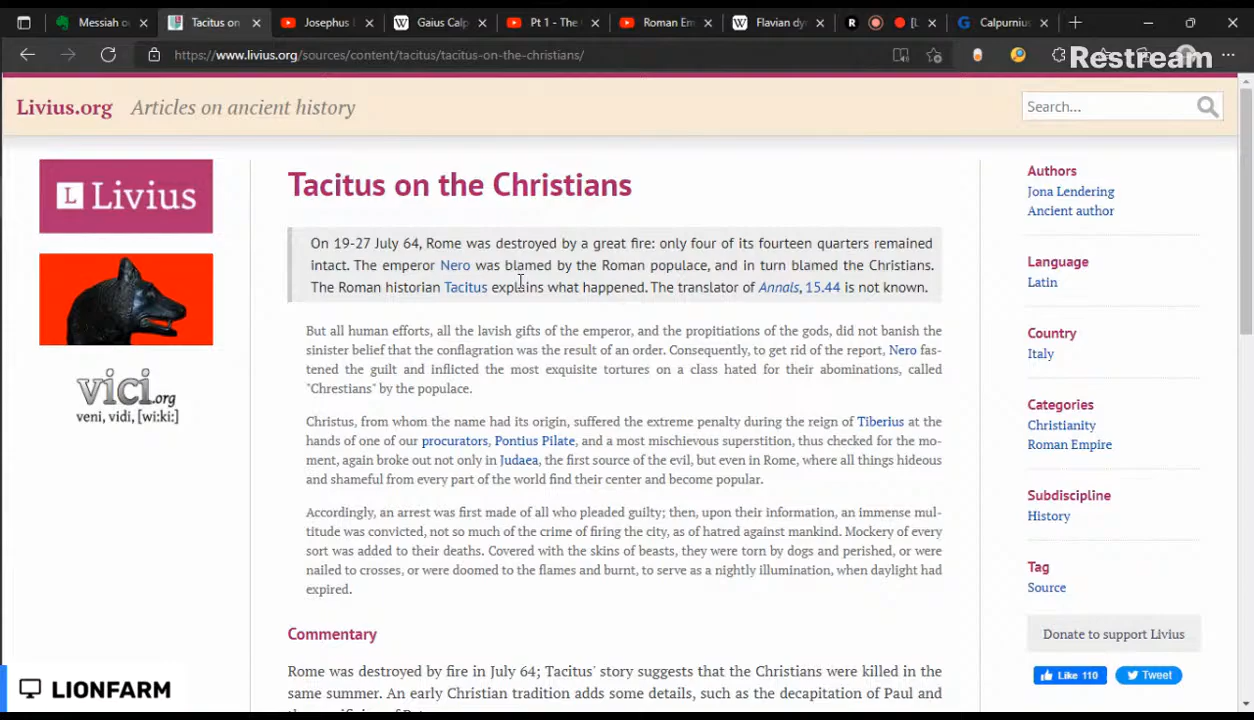 Messiah o
Tacitus on
Josephus
Gaius Calp
Pt 1 - The
Roman Em
Flavian dy
Calpurnius
https://www.livius.org/sources/content/tacitus/tacitus-on-the-christians/
Restream
Livius.org Articles on ancient history
Search...
L Livius
vici.org
veni, vidi, [wi:ki:]
Tacitus on the Christians
On 19-27 July 64, Rome was destroyed by a great fire: only four of its fourteen quarters remained
intact. The emperor Nero was blamed by the Roman populace, and in turn blamed the Christians.
The Roman historian Tacitus explains what happened. The translator of Annals, 15.44 is not known.
But all human efforts, all the lavish gifts of the emperor, and the propitiations of the gods, did not banish the
sinister belief that the conflagration was the result of an order. Consequently, to get rid of the report, Nero fas-
tened the guilt and inflicted the most exquisite tortures on a class hated for their abominations, called
"Chrestians" by the populace.
Christus, from whom the name had its origin, suffered the extreme penalty during the reign of Tiberius at the
hands of one of our procurators, Pontius Pilate, and a most mischievous superstition, thus checked for the mo-
ment, again broke out not only in Judaea, the first source of the evil, but even in Rome, where all things hideous
and shameful from every part of the world find their center and become popular.
Accordingly, an arrest was first made of all who pleaded guilty; then, upon their information, an immense mul-
titude was convicted, not so much of the crime of firing the city, as of hatred against mankind. Mockery of every
sort was added to their deaths. Covered with the skins of beasts, they were torn by dogs and perished, or were
nailed to crosses, or were doomed to the flames and burnt, to serve as a nightly illumination, when daylight had
expired.
Commentary
Rome was destroyed by fire in July 64; Tacitus' story suggests that the Christians were killed in the
same summer. An early Christian tradition adds some details, such as the decapitation of Paul and
Authors
Jona Lendering
Ancient author
Language
Latin
Country
Italy
Categories
Christianity
Roman Empire
Subdiscipline
History
Tag
Source
Donate to support Livius
Like 110
Tweet
LIONFARM